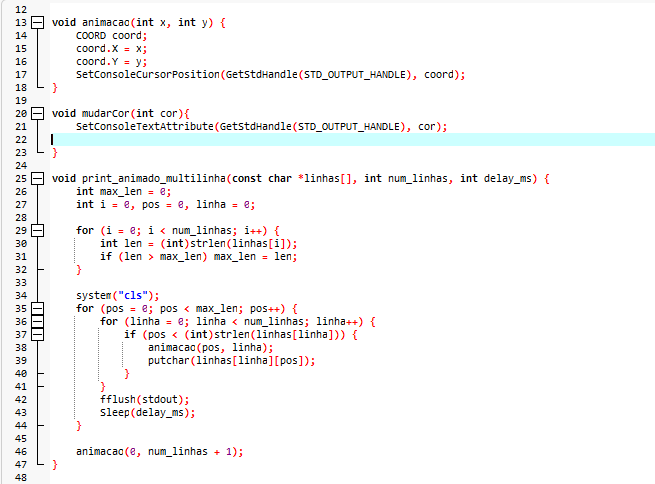 12
13 void animacao(int x, int y) {
14     COORD coord;
15     coord.X = x;
16     coord.Y = y;
17     SetConsoleCursorPosition(GetStdHandle(STD_OUTPUT_HANDLE), coord);
18 }
19
20 void mudarCor(int cor){
21     SetConsoleTextAttribute(GetStdHandle(STD_OUTPUT_HANDLE), cor);
22
23 }
24
25 void print_animado_multilinha(const char *linhas[], int num_linhas, int delay_ms) {
26     int max_len = 0;
27     int i = 0, pos = 0, linha = 0;
28
29     for (i = 0; i < num_linhas; i++) {
30         int len = (int)strlen(linhas[i]);
31         if (len > max_len) max_len = len;
32     }
33
34     system("cls");
35     for (pos = 0; pos < max_len; pos++) {
36         for (linha = 0; linha < num_linhas; linha++) {
37             if (pos < (int)strlen(linhas[linha])) {
38                 animacao(pos, linha);
39                 putchar(linhas[linha][pos]);
40             }
41         }
42         fflush(stdout);
43         Sleep(delay_ms);
44     }
45
46     animacao(0, num_linhas + 1);
47 }
48